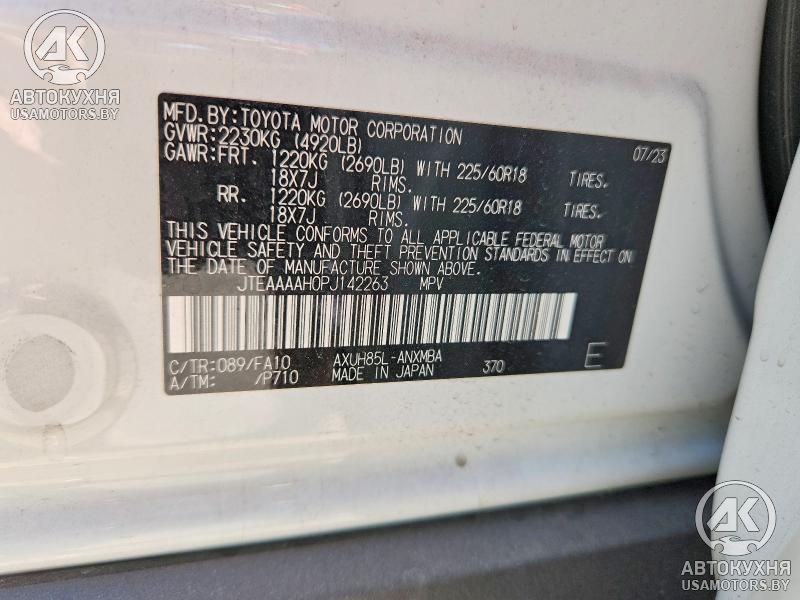 AK
АВТОКУХНЯ
USAMOTORS.BY
MFD.BY:TOYOTA MOTOR CORPORATION 07/23
GVWR:2230KG (4920LB)
GAWR:FRT. 1220KG (2690LB) WITH 225/60R18 TIRES,
18X7J RIMS.
RR. 1220KG (2690LB) WITH 225/60R18 TIRES,
18X7J RIMS.
THIS VEHICLE CONFORMS TO ALL APPLICABLE FEDERAL MOTOR
VEHICLE SAFETY AND THEFT PREVENTION STANDARDS IN EFFECT ON
THE DATE OF MANUFACTURE SHOWN ABOVE.
JTEAAAAH0PJ142263 MPV
C/TR:089/FA10 AXUH85L-ANXMBA
A/TM: /P710 MADE IN JAPAN 370 E
AK
АВТОКУХНЯ
USAMOTORS.BY